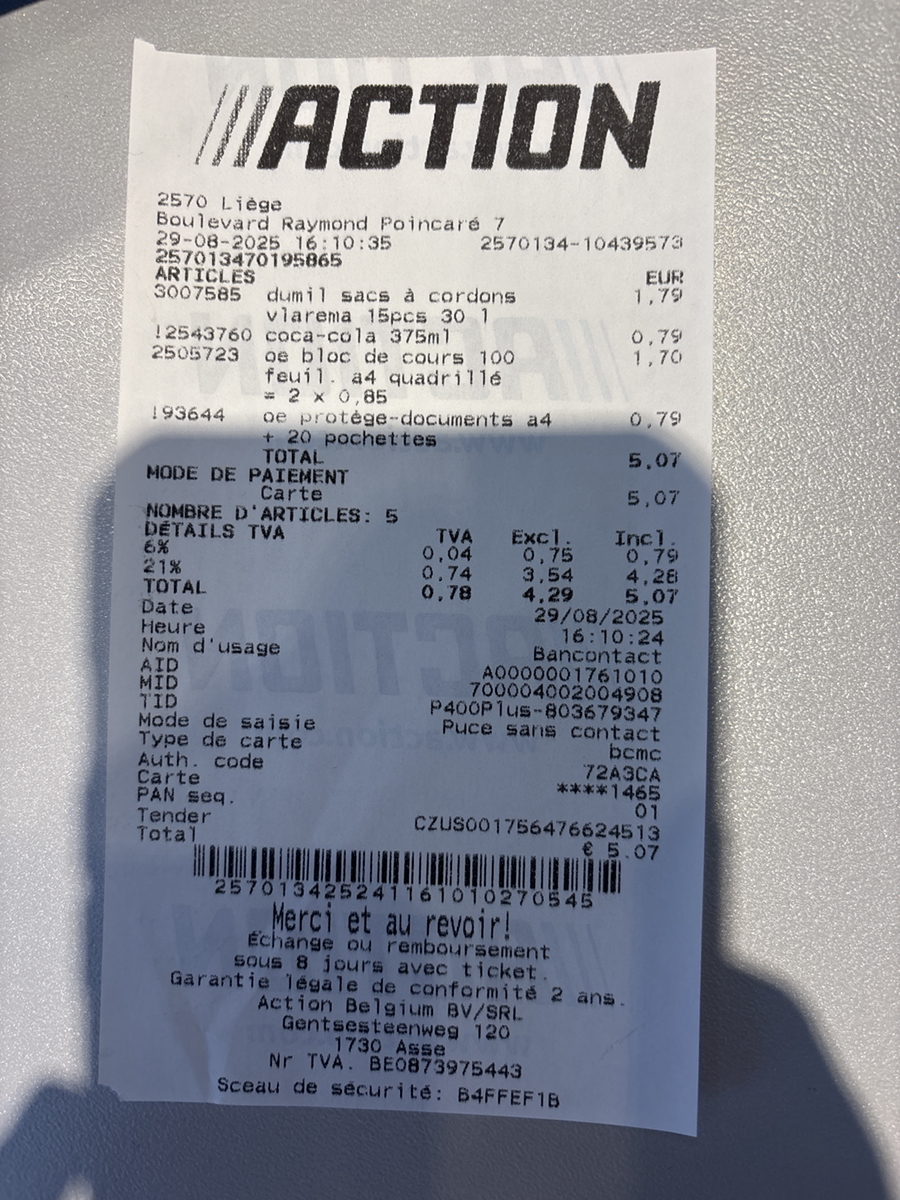 ///ACTION
2570 Liège
Boulevard Raymond Poincaré 7
29-08-2025 16:10:35 2570134-10439573
257013470195865
ARTICLES EUR
3007585 dumil sacs à cordons 1,79
vlarema 15pcs 30 l
!2543760 coca-cola 375ml 0,79
2505723 oe bloc de cours 100 1,70
feuil. a4 quadrillé
= 2 x 0,85
!93644 oe protège-documents a4 0,79
+ 20 pochettes
TOTAL 5,07
MODE DE PAIEMENT
Carte 5,07
NOMBRE D'ARTICLES: 5
DÉTAILS TVA TVA Excl. Incl.
6% 0,04 0,75 0,79
21% 0,74 3,54 4,28
TOTAL 0,78 4,29 5,07
Date 29/08/2025
Heure 16:10:24
Nom d'usage Bancontact
AID A0000001761010
MID 700004002004908
TID P400Plus-803679347
Mode de saisie Puce sans contact
Type de carte bcmc
Auth. code 72A3CA
Carte ****1465
PAN seq. 01
Tender CZUS001756476624513
Total € 5.07
257013425241161010270545
Merci et au revoir!
Échange ou remboursement
sous 8 jours avec ticket.
Garantie légale de conformité 2 ans.
Action Belgium BV/SRL
Gentsesteenweg 120
1730 Asse
Nr TVA. BE0873975443
Sceau de sécurité: B4FFEF1B